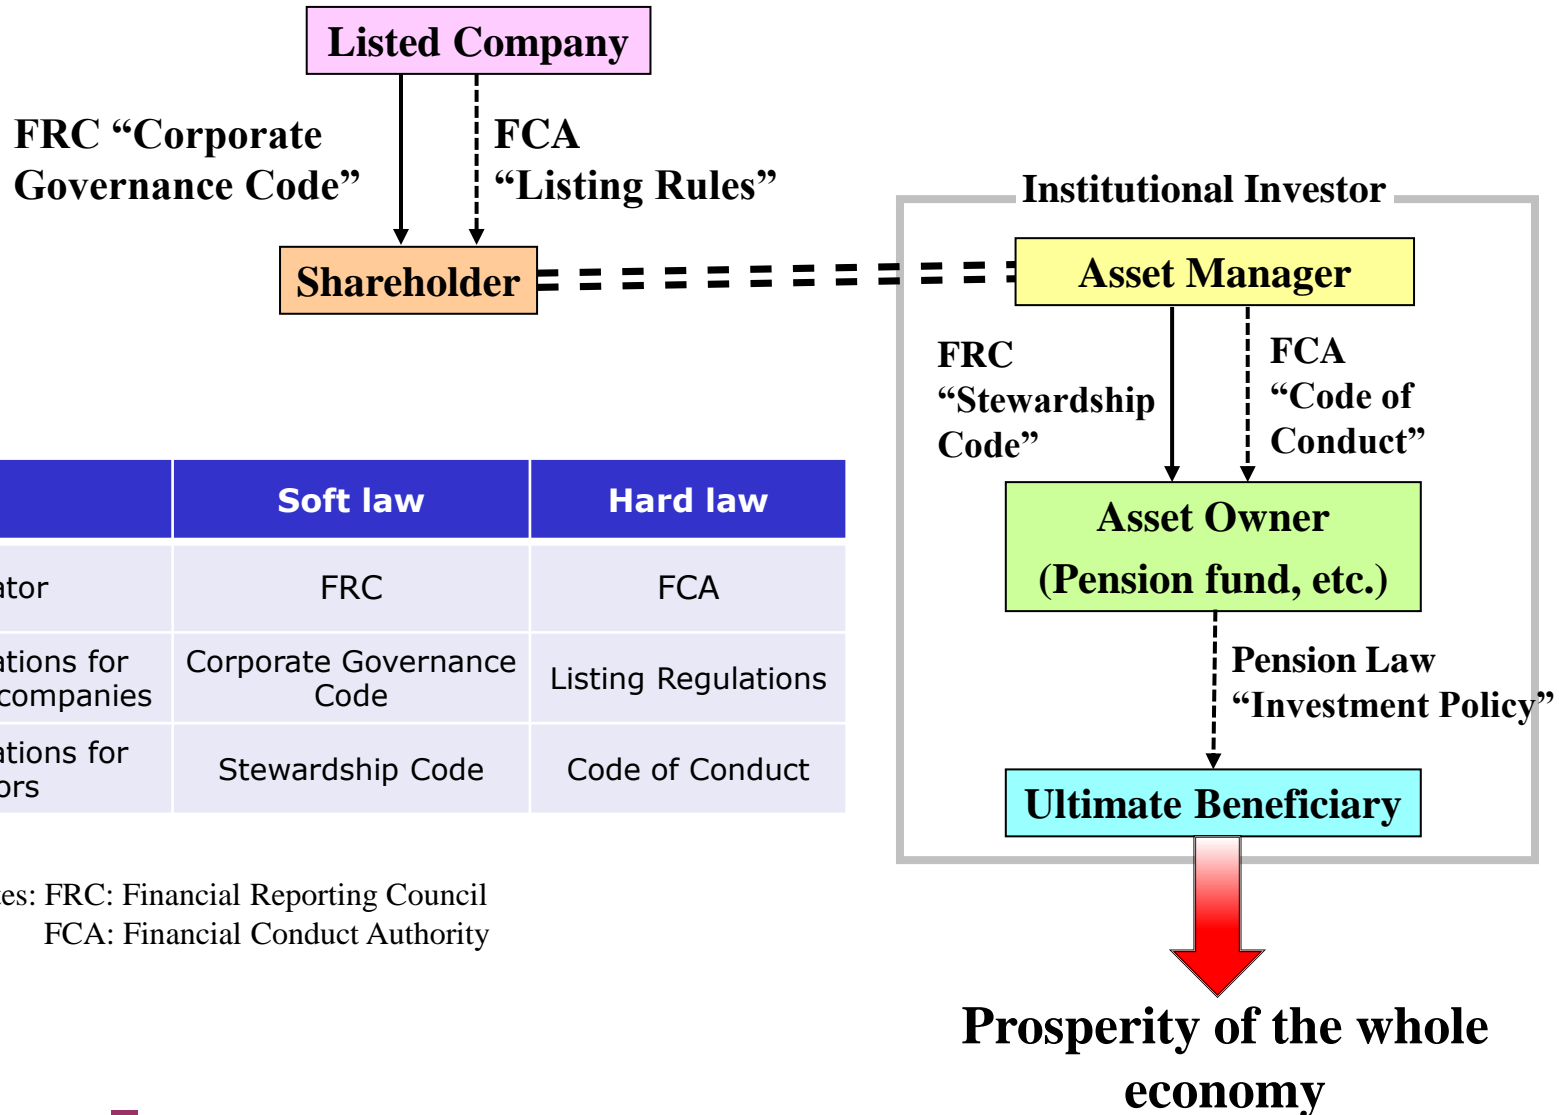 Listed Company
FRC “Corporate
Governance Code”
FCA
“Listing Rules”
Shareholder
Institutional Investor
Asset Manager
FRC
“Stewardship
Code”
FCA
“Code of
Conduct”
Asset Owner
(Pension fund, etc.)
Pension Law
“Investment Policy”
Ultimate Beneficiary
Prosperity of the whole
economy
Soft law
Hard law
FRC
FCA
for
companies
Corporate Governance
Code
Listing Regulations
for
Stewardship Code
Code of Conduct
FRC: Financial Reporting Council
FCA: Financial Conduct Authority